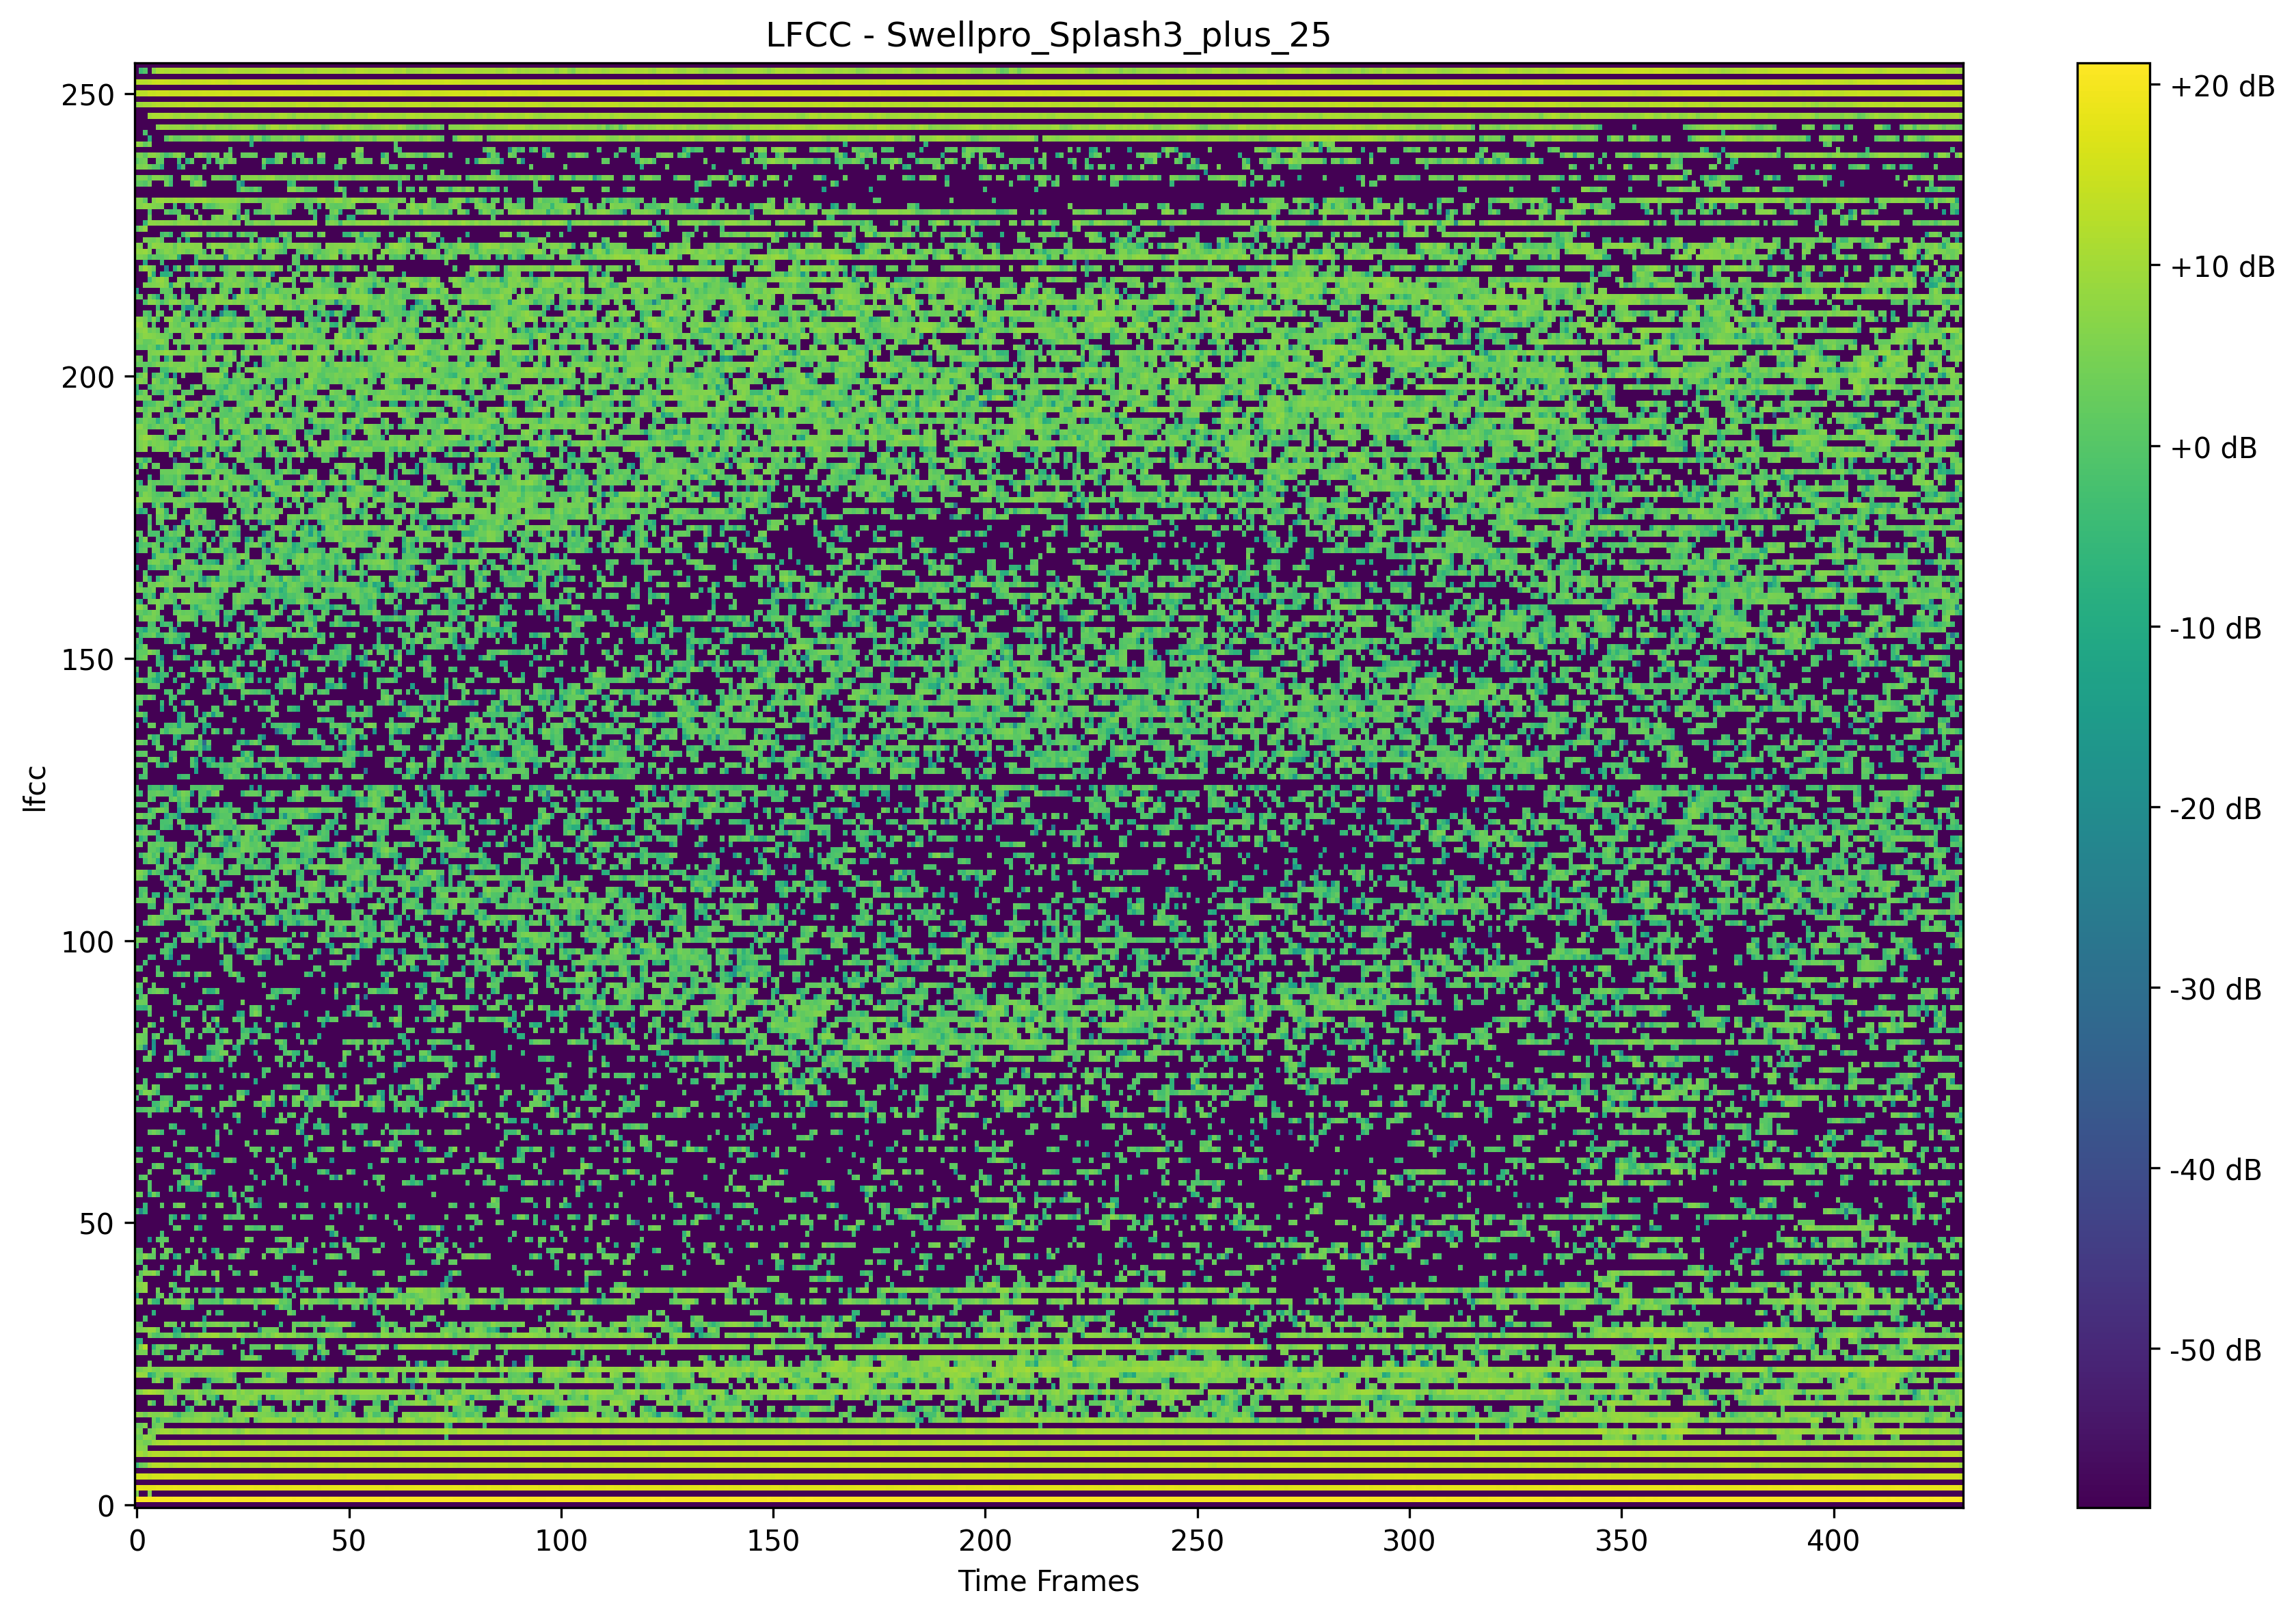 LFCC - Swellpro_Splash3_plus_25
lfcc
250
200
150
100
50
0
0 50 100 150 200 250 300 350 400
Time Frames
+20 dB
+10 dB
+0 dB
-10 dB
-20 dB
-30 dB
-40 dB
-50 dB